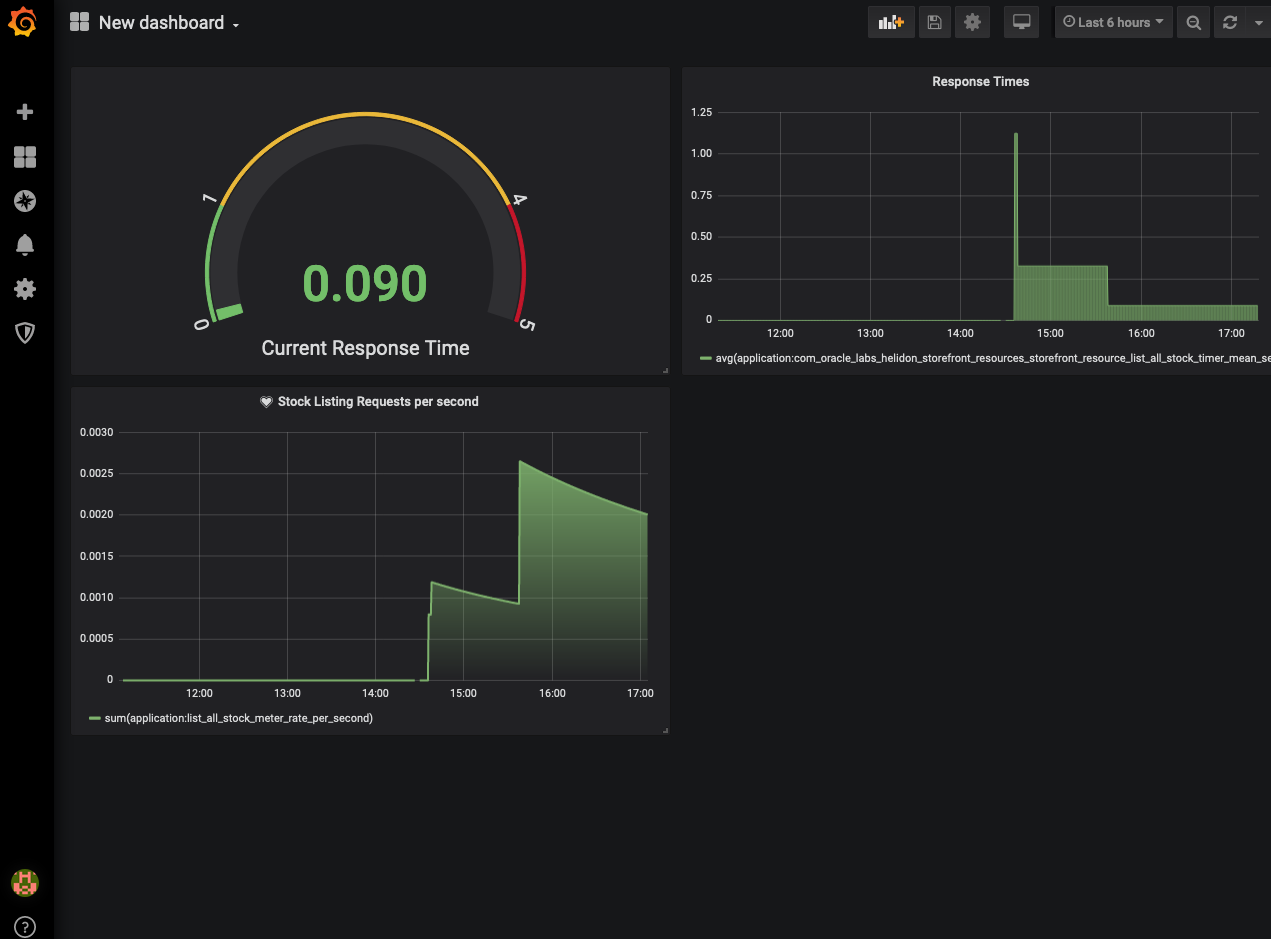 New dashboard
Last 6 hours
0
1
4
5
0.090
Current Response Time
Response Times
1.25
1.00
0.75
0.50
0.25
0
12:00 13:00 14:00 15:00 16:00 17:00
avg(application:com_oracle_labs_helidon_storefront_resources_storefront_resource_list_all_stock_timer_mean_se
Stock Listing Requests per second
0.0030
0.0025
0.0020
0.0015
0.0010
0.0005
0
12:00 13:00 14:00 15:00 16:00 17:00
sum(application:list_all_stock_meter_rate_per_second)
?